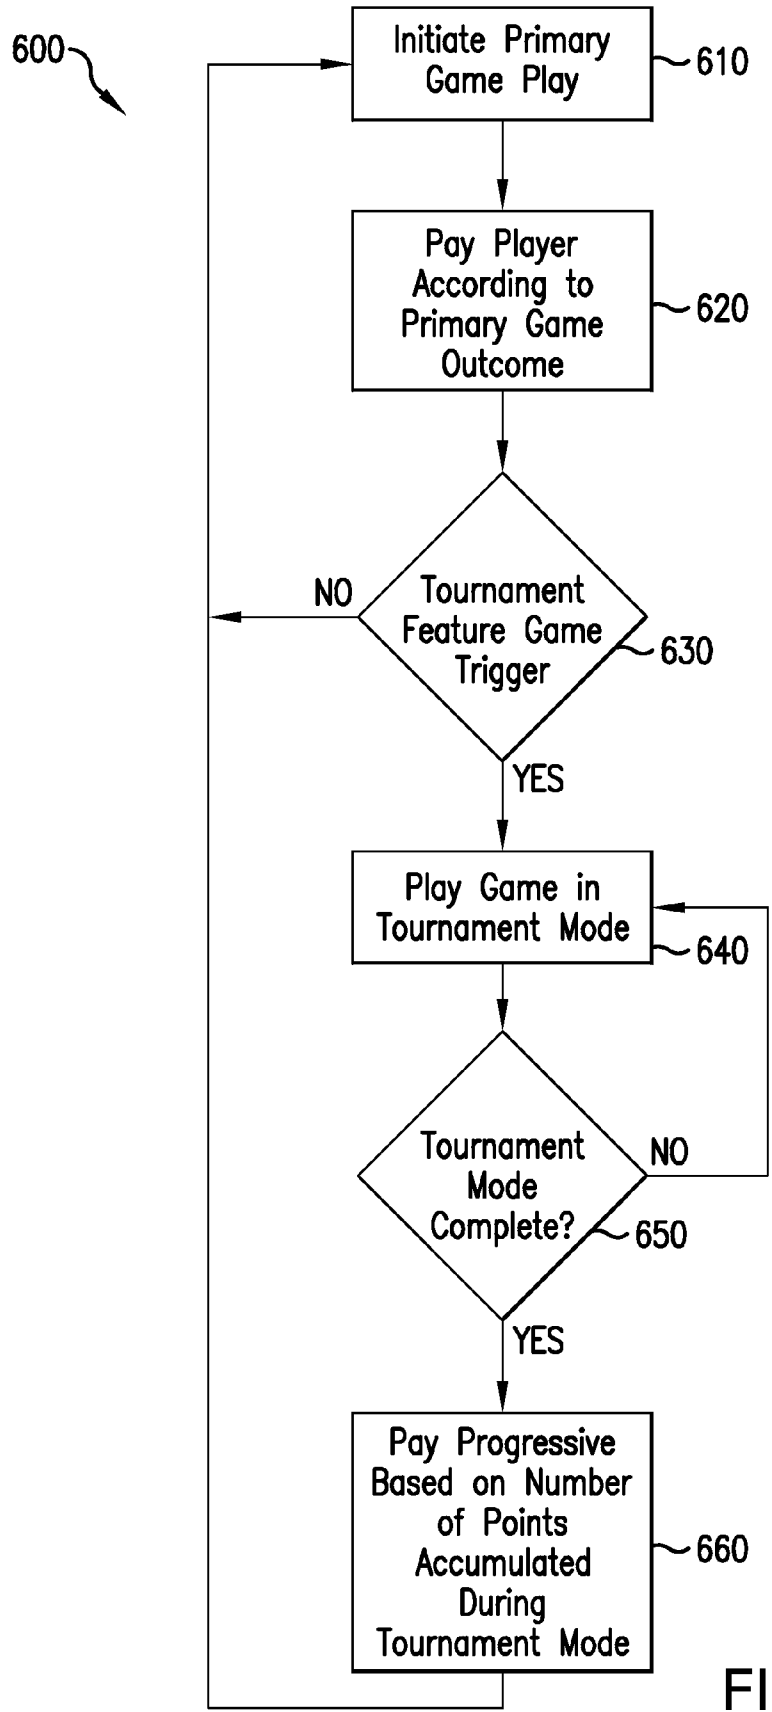 600
Initiate Primary
Game Play
610
Pay Player
According to
Primary Game
Outcome
620
NO
Tournament
Feature Game
Trigger
630
YES
Play Game in
Tournament Mode
640
Tournament
Mode
Complete?
NO
650
YES
Pay Progressive
Based on Number
of Points
Accumulated
During
Tournament Mode
660
FI